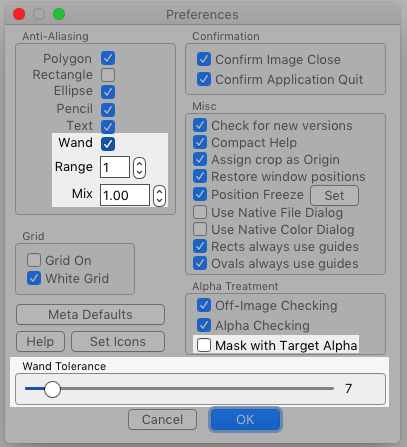 Preferences
Anti-Aliasing
Polygon
Rectangle
Ellipse
Pencil
Text
Wand
Range 1
Mix 1.00
Grid
Grid On
White Grid
Meta Defaults
Help Set Icons
Confirmation
Confirm Image Close
Confirm Application Quit
Misc
Check for new versions
Compact Help
Assign crop as Origin
Restore window positions
Position Freeze Set
Use Native File Dialog
Use Native Color Dialog
Rects always use guides
Ovals always use guides
Alpha Treatment
Off-Image Checking
Alpha Checking
Mask with Target Alpha
Wand Tolerance
7
Cancel OK